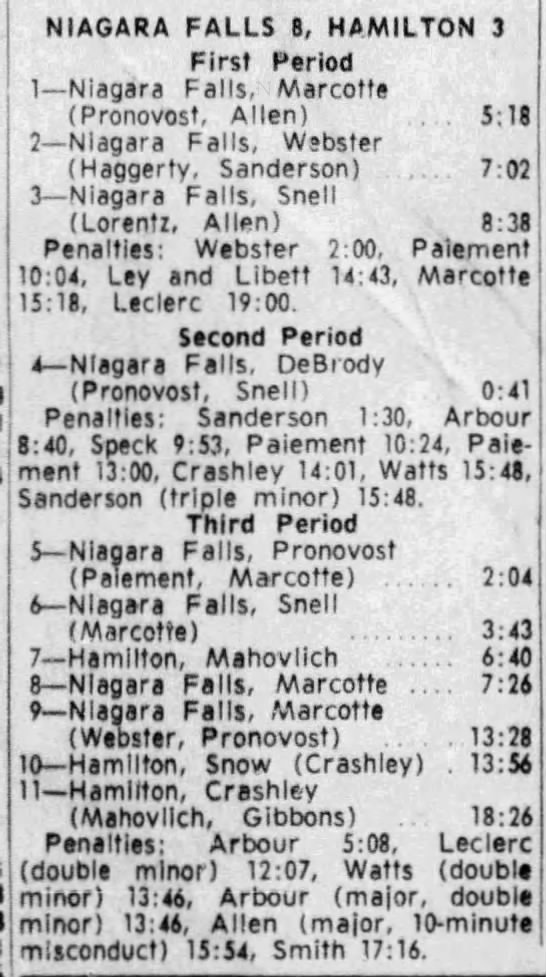 NIAGARA FALLS 8, HAMILTON 3
First Period
1—Niagara Falls, Marcotte
(Pronovost, Allen) .... 5:18
2—Niagara Falls, Webster
(Haggerty, Sanderson) ...... 7:02
3—Niagara Falls, Snell
(Lorentz, Allen) 8:38
Penalties: Webster 2:00, Paiement
10:04, Ley and Libett 14:43, Marcotte
15:18, Leclerc 19:00.
Second Period
4—Niagara Falls, DeBrody
(Pronovost, Snell) .... 0:41
Penalties: Sanderson 1:30, Arbour
8:40, Speck 9:53, Paiement 10:24, Paie-
ment 13:00, Crashley 14:01, Watts 15:48,
Sanderson (triple minor) 15:48.
Third Period
5—Niagara Falls, Pronovost
(Paiement, Marcotte) ...... 2:04
6—Niagara Falls, Snell
(Marcotte) ......... 3:43
7—Hamilton, Mahovlich ...... 6:40
8—Niagara Falls, Marcotte .... 7:26
9—Niagara Falls, Marcotte
(Webster, Pronovost) ..... 13:28
10—Hamilton, Snow (Crashley) . 13:56
11—Hamilton, Crashley
(Mahovlich, Gibbons) .... 18:26
Penalties: Arbour 5:08, Leclerc
(double minor) 12:07, Watts (double
minor) 13:46, Arbour (major, double
minor) 13:46, Allen (major, 10-minute
misconduct) 15:54, Smith 17:16.